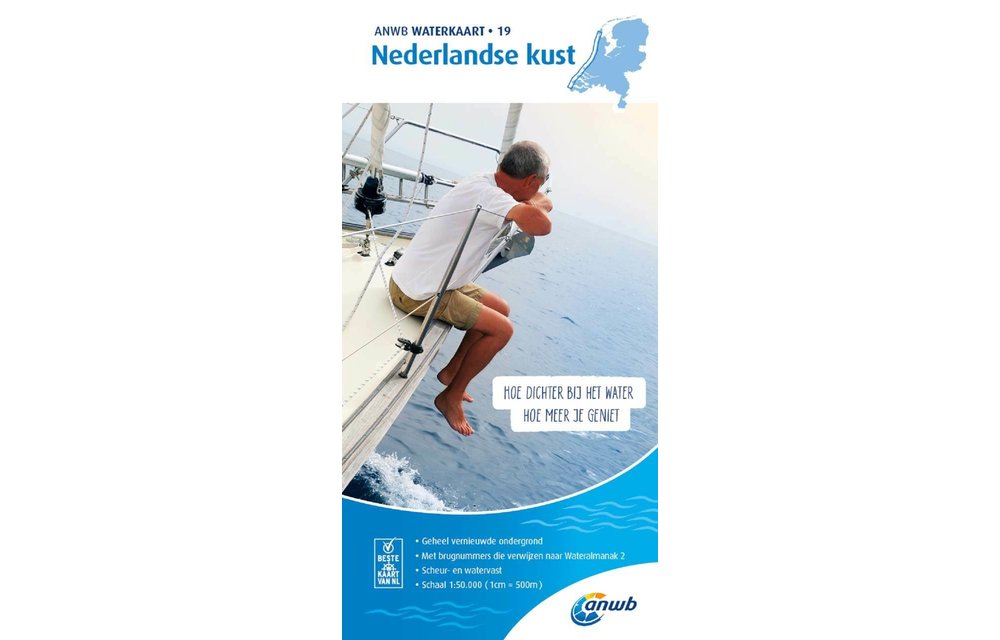 ANWB WATERKAART • 19
Nederlandse kust
HOE DICHTER BIJ HET WATER
HOE MEER JE GENIET
BESTE
KAART
VAN NL
• Geheel vernieuwde ondergrond
• Met brugnummers die verwijzen naar Wateralmanak 2
• Scheur- en watervast
• Schaal 1:50.000 ( 1cm = 500m )
anwb